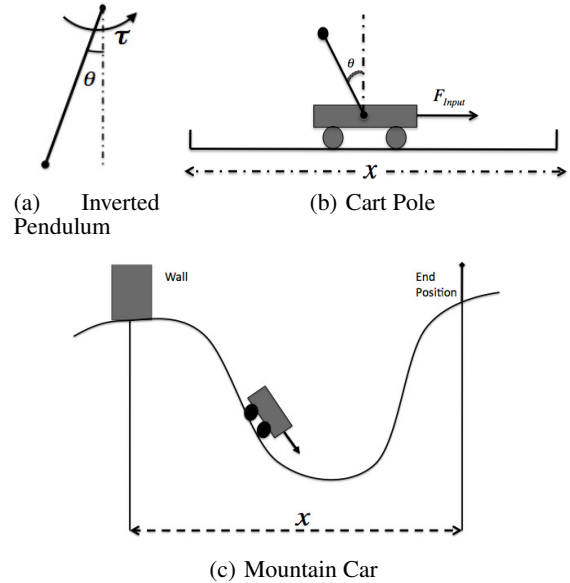 τ
θ
(a) Inverted
Pendulum
θ
F_Input
x
(b) Cart Pole
Wall
End
Position
x
(c) Mountain Car